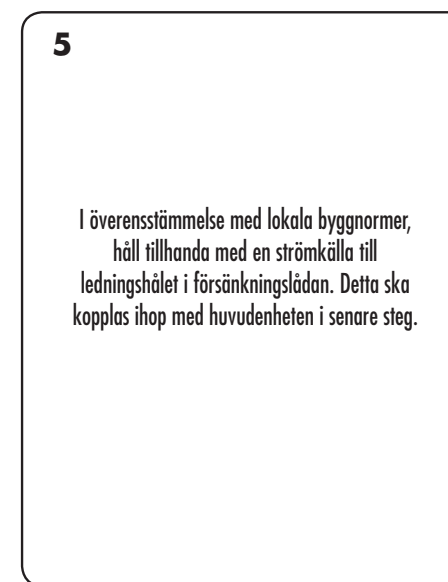 5
I överensstämmelse med lokala byggnormer,
håll tillhanda med en strömkälla till
ledningshålet i försänkningslådan. Detta ska
kopplas ihop med huvudenheten i senare steg.